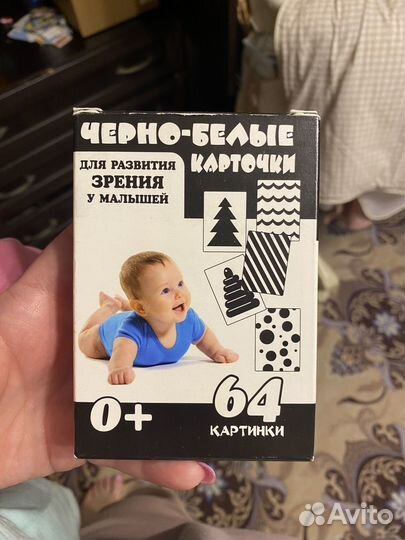 ЧЕРНО-БЕЛЫЕ
КАРТОЧКИ
ДЛЯ РАЗВИТИЯ
ЗРЕНИЯ
У МАЛЫШЕЙ
0+
64
КАРТИНКИ
Avito